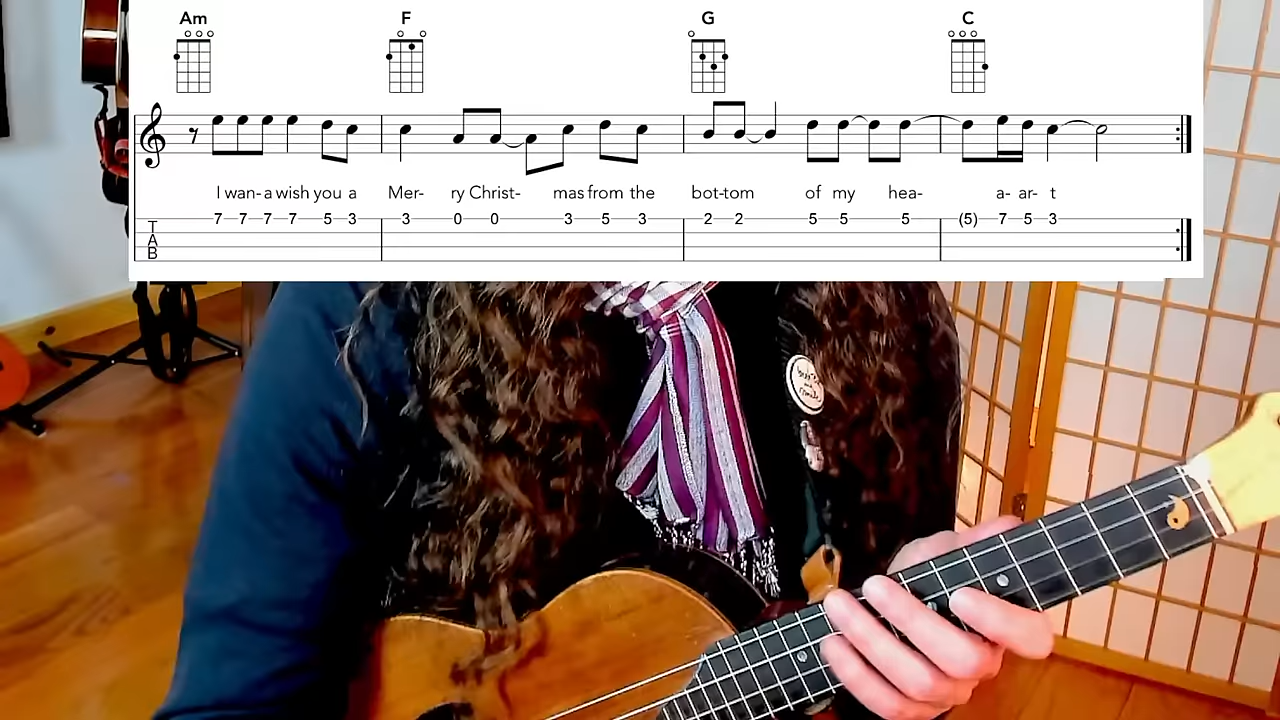 Am F G C
I wan- a wish you a Mer- ry Christ- mas from the bot-tom of my hea- a- ar- t
7 7 7 7 5 3 3 0 0 3 5 3 2 2 5 5 5 (5) 7 5 3
T
A
B